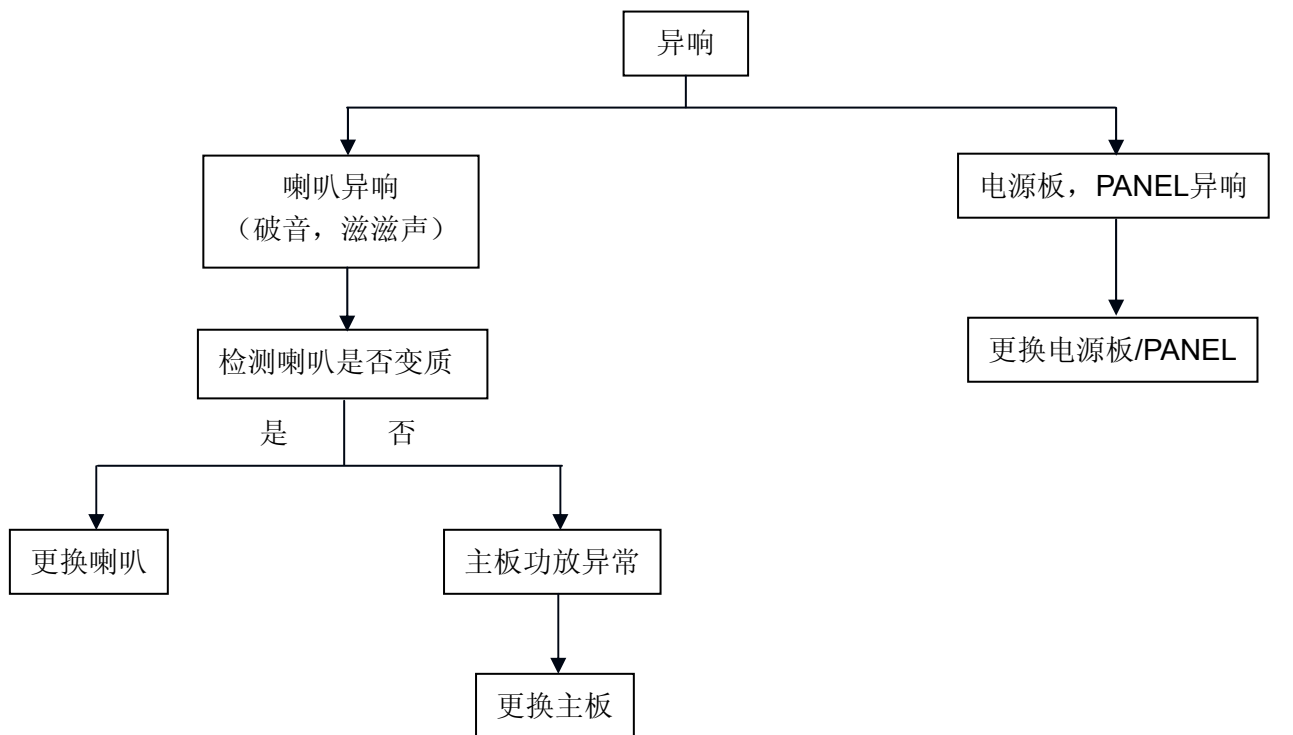 异响
喇叭异响
（破音，滋滋声）
电源板，PANEL异响
检测喇叭是否变质
更换电源板/PANEL
是
否
更换喇叭
主板功放异常
更换主板